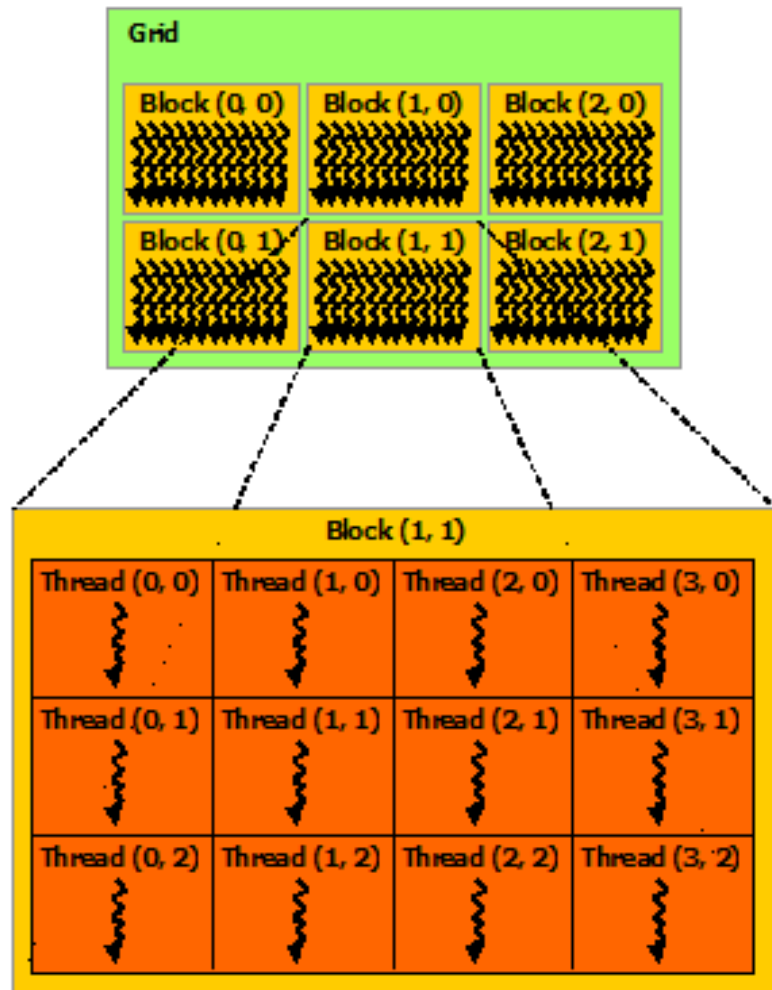 Grid
Block (0, 0) Block (1, 0) Block (2, 0)
Block (0, 1) Block (1, 1) Block (2, 1)
Block (1, 1)
Thread (0, 0) Thread (1, 0) Thread (2, 0) Thread (3, 0)
Thread (0, 1) Thread (1, 1) Thread (2, 1) Thread (3, 1)
Thread (0, 2) Thread (1, 2) Thread (2, 2) Thread (3, 2)